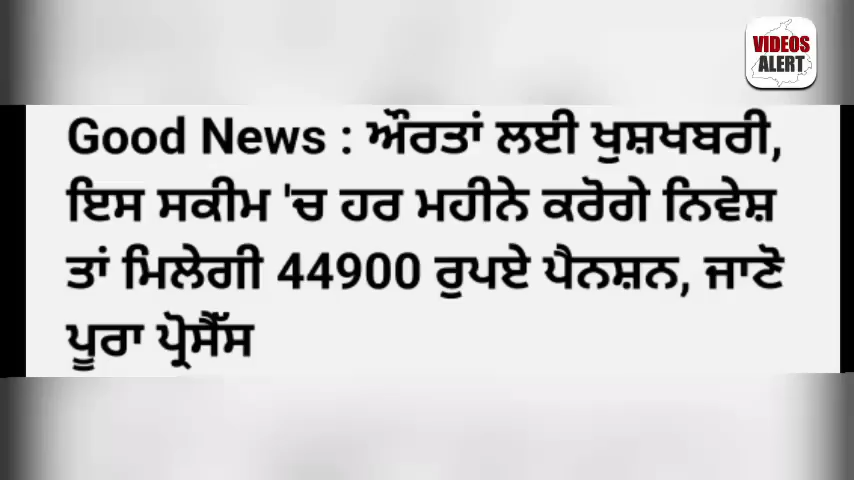 VIDEOS
ALERT
Good News : ਔਰਤਾਂ ਲਈ ਖੁਸ਼ਖਬਰੀ,
ਇਸ ਸਕੀਮ 'ਚ ਹਰ ਮਹੀਨੇ ਕਰੋਗੇ ਨਿਵੇਸ਼
ਤਾਂ ਮਿਲੇਗੀ 44900 ਰੁਪਏ ਪੈਨਸ਼ਨ, ਜਾਣੋ
ਪੂਰਾ ਪ੍ਰੋਸੈੱਸ